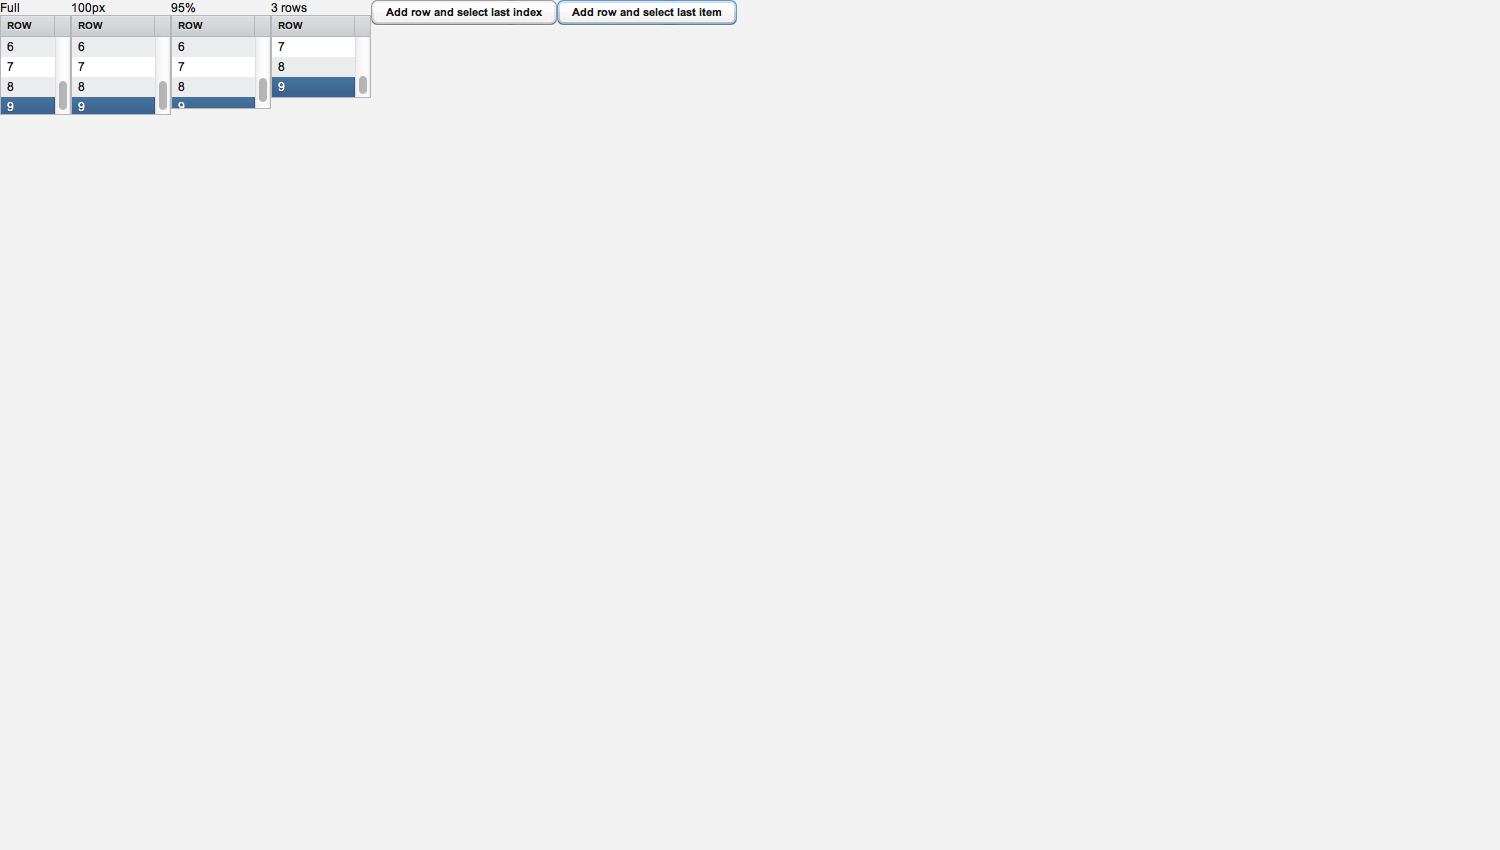 Full 100px 95% 3 rows Add row and select last index Add row and select last item
ROW ROW ROW ROW
6 6 6 7
7 7 7 8
8 8 8 9
9 9 9